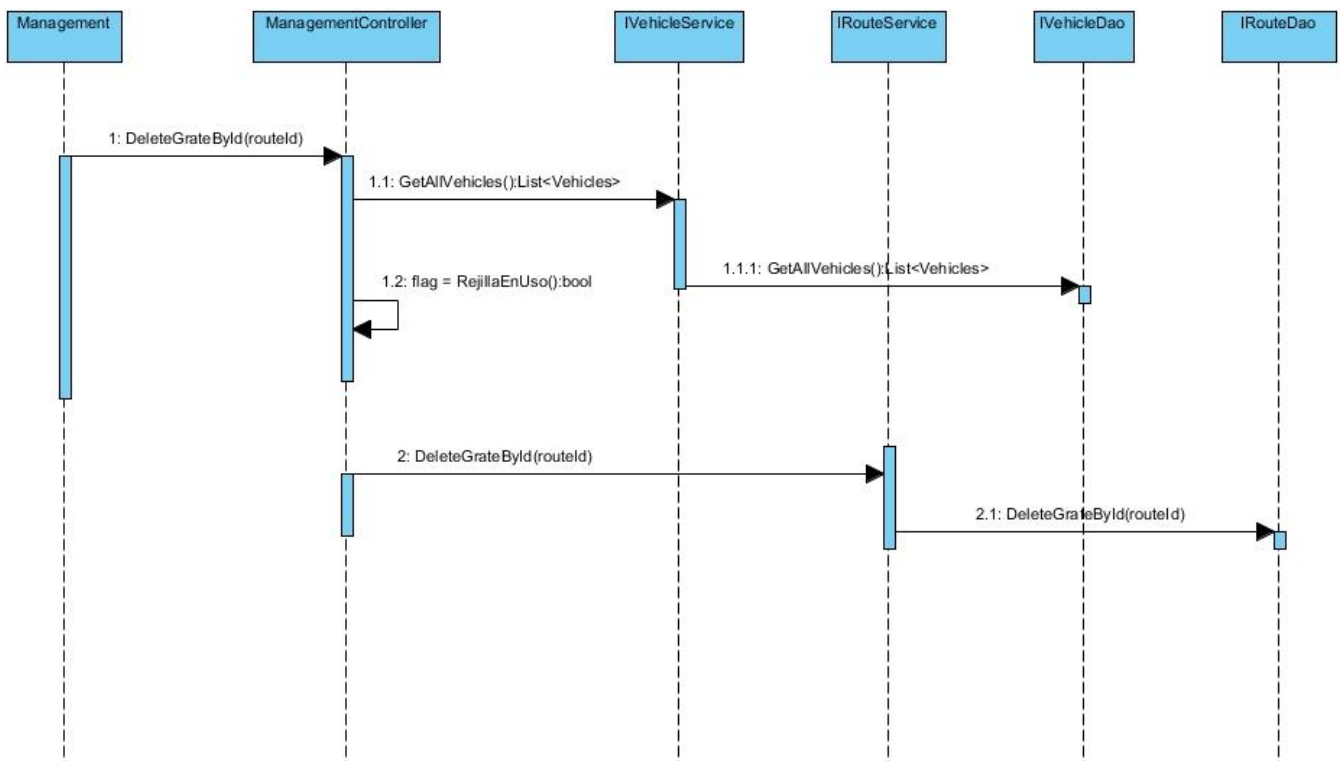 Management
ManagementController
IVehicleService
IRouteService
IVehicleDao
IRouteDao
1: DeleteGrateById(routeId)
1.1: GetAllVehicles():List<Vehicles>
1.1.1: GetAllVehicles():List<Vehicles>
1.2: flag = RejillaEnUso():bool
2: DeleteGrateById(routeId)
2.1: DeleteGrateById(routeId)